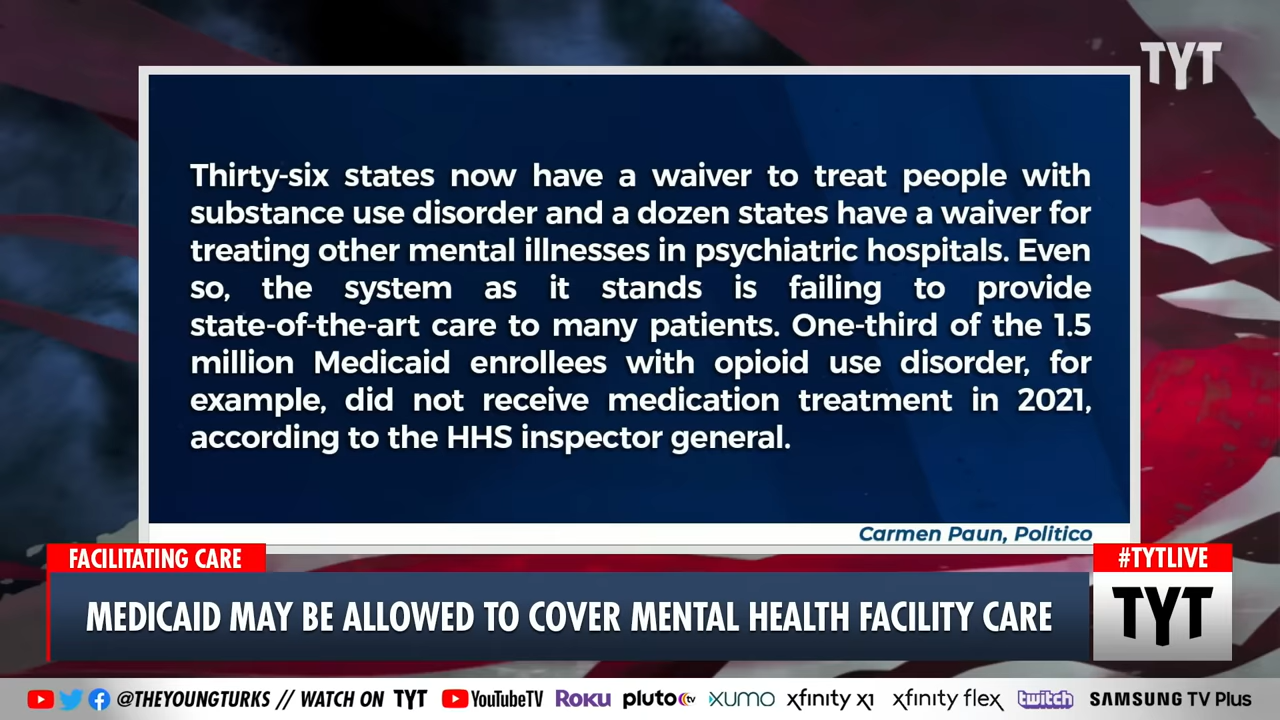 TYT
Thirty-six states now have a waiver to treat people with
substance use disorder and a dozen states have a waiver for
treating other mental illnesses in psychiatric hospitals. Even
so, the system as it stands is failing to provide
state-of-the-art care to many patients. One-third of the 1.5
million Medicaid enrollees with opioid use disorder, for
example, did not receive medication treatment in 2021,
according to the HHS inspector general.
Carmen Paun, Politico
FACILITATING CARE
#TYTLIVE
MEDICAID MAY BE ALLOWED TO COVER MENTAL HEALTH FACILITY CARE
TYT
@THEYOUNGTURKS // WATCH ON TYT YouTubeTV ROKU pluto tv xumo xfinity x1 xfinity flex twitch SAMSUNG TV Plus